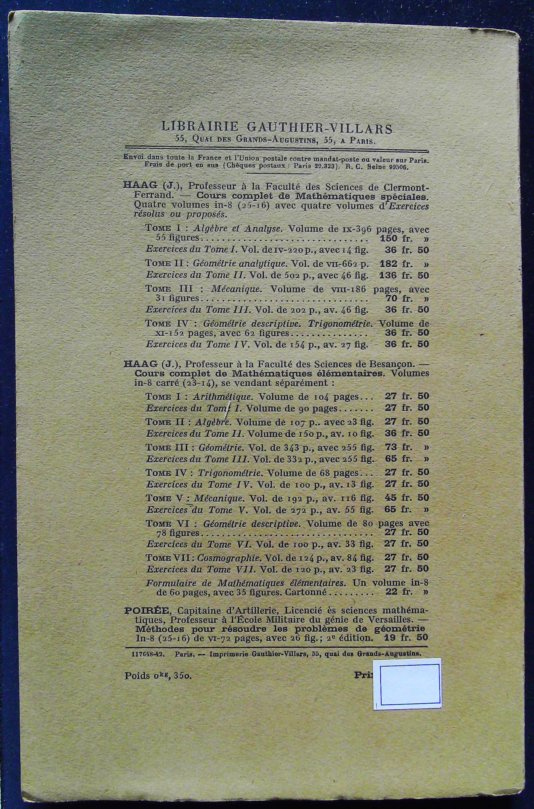 LIBRAIRIE GAUTHIER-VILLARS
55, Quai des Grands-Augustins, 55, a Paris.
Envoi dans toute la France et l'Union postale contre mandat-poste ou valeur sur Paris.
Frais de port en sus (Chèques postaux : Paris 29.323). R. C. Seine 22506.
HAAG (J.), Professeur à la Faculté des Sciences de Clermont-
Ferrand. — Cours complet de Mathématiques spéciales.
Quatre volumes in-8 (25-16) avec quatre volumes d'Exercices
résolus ou proposés.
Tome I : Algèbre et Analyse. Volume de ix-396 pages, avec
55 figures................................ 150 fr. »
Exercices du Tome I. Vol. de iv-220 p., avec 14 fig. 36 fr. 50
Tome II : Géométrie analytique. Vol. de vii-662 p. 182 fr. »
Exercices du Tome II. Vol. de 502 p., avec 46 fig. 136 fr. 50
Tome III : Mécanique. Volume de viii-186 pages, avec
31 figures................................ 70 fr. »
Exercices du Tome III. Vol. de 202 p., av. 46 fig. 36 fr. 50
Tome IV : Géométrie descriptive. Trigonométrie. Volume de
xi-152 pages, avec 62 figures............... 36 fr. 50
Exercices du Tome IV. Vol. de 154 p., av. 27 fig. 36 fr. 50
HAAG (J.), Professeur à la Faculté des Sciences de Besançon. —
Cours complet de Mathématiques élémentaires. Volumes
in-8 carré (23-14), se vendant séparément :
Tome I : Arithmétique. Volume de 104 pages... 27 fr. 50
Exercices du Tome I. Volume de 90 pages....... 27 fr. 50
Tome II : Algèbre. Volume de 107 p.. avec 23 fig. 27 fr. 50
Exercices du Tome II. Volume de 150 p., av. 10 fig. 36 fr. 50
Tome III : Géométrie. Vol. de 343 p., avec 255 fig. 73 fr. »
Exercices du Tome III. Vol. de 332 p., avec 255 fig. 65 fr. »
Tome IV : Trigonométrie. Volume de 68 pages... 27 fr. 50
Exercices du Tome IV. Vol. de 100 p., av. 13 fig. 27 fr. 50
Tome V : Mécanique. Vol. de 192 p., av. 116 fig. 45 fr. 50
Exercices du Tome V. Vol. de 272 p., av. 55 fig. 65 fr. »
Tome VI : Géométrie descriptive. Volume de 80 pages avec
78 figures................................ 27 fr. 50
Exercices du Tome VI. Vol. de 100 p., av. 33 fig. 27 fr. 50
Tome VII : Cosmographie. Vol. de 124 p., av. 84 fig. 27 fr. 50
Exercices du Tome VII. Vol. de 120 p., av. 23 fig. 27 fr. 50
Formulaire de Mathématiques élémentaires. Un volume in-8
de 60 pages, avec 35 figures. Cartonné......... 22 fr. »
POIRÉE, Capitaine d'Artillerie, Licencié ès sciences mathéma-
tiques, Professeur à l'École Militaire du génie de Versailles. —
Méthodes pour résoudre les problèmes de géométrie
In-8 (25-16) de vi-72 pages, avec 26 fig.; 2e édition. 19 fr. 50
117648-42. Paris. — Imprimerie Gauthier-Villars, 55, quai des Grands-Augustins.
Poids 0kg, 350.